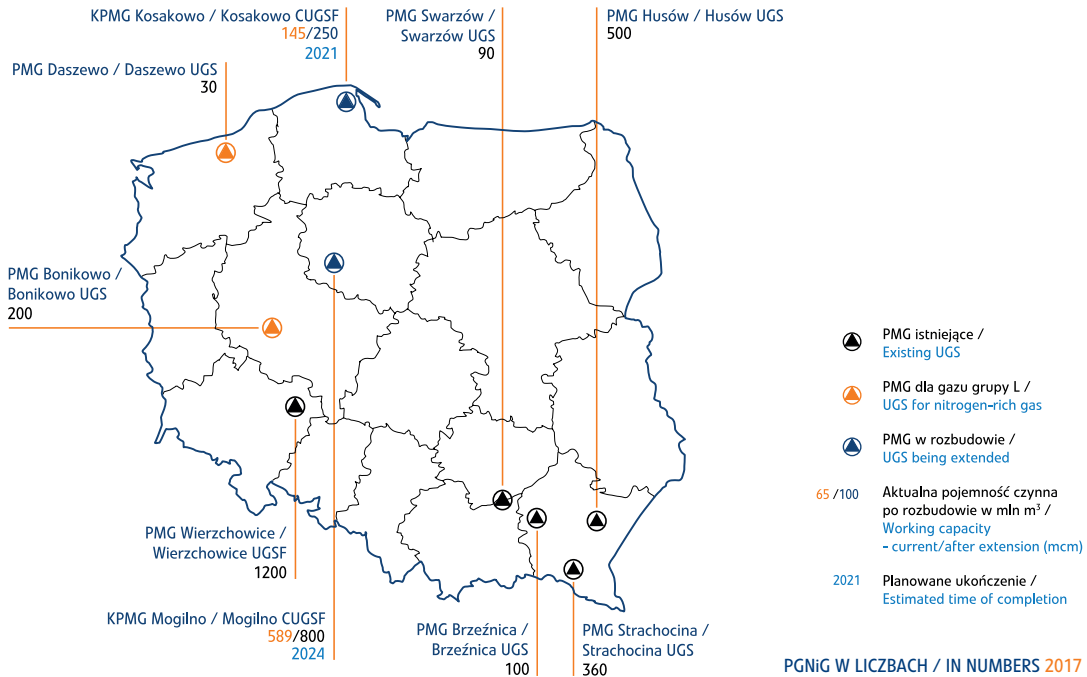 KPMG Kosakowo / Kosakowo CUGSF
145/250
2021
PMG Swarzów /
Swarzów UGS
90
PMG Husów / Husów UGS
500
PMG Daszewo / Daszewo UGS
30
PMG Bonikowo /
Bonikowo UGS
200
PMG Wierzchowice /
Wierzchowice UGSF
1200
KPMG Mogilno / Mogilno CUGSF
589/800
2024
PMG Brzeźnica /
Brzeźnica UGS
100
PMG Strachocina /
Strachocina UGS
360
PMG istniejące /
Existing UGS
PMG dla gazu grupy L /
UGS for nitrogen-rich gas
PMG w rozbudowie /
UGS being extended
65 /100
Aktualna pojemność czynna
po rozbudowie w mln m³ /
Working capacity
- current/after extension (mcm)
2021
Planowane ukończenie /
Estimated time of completion
PGNiG W LICZBACH / IN NUMBERS 2017